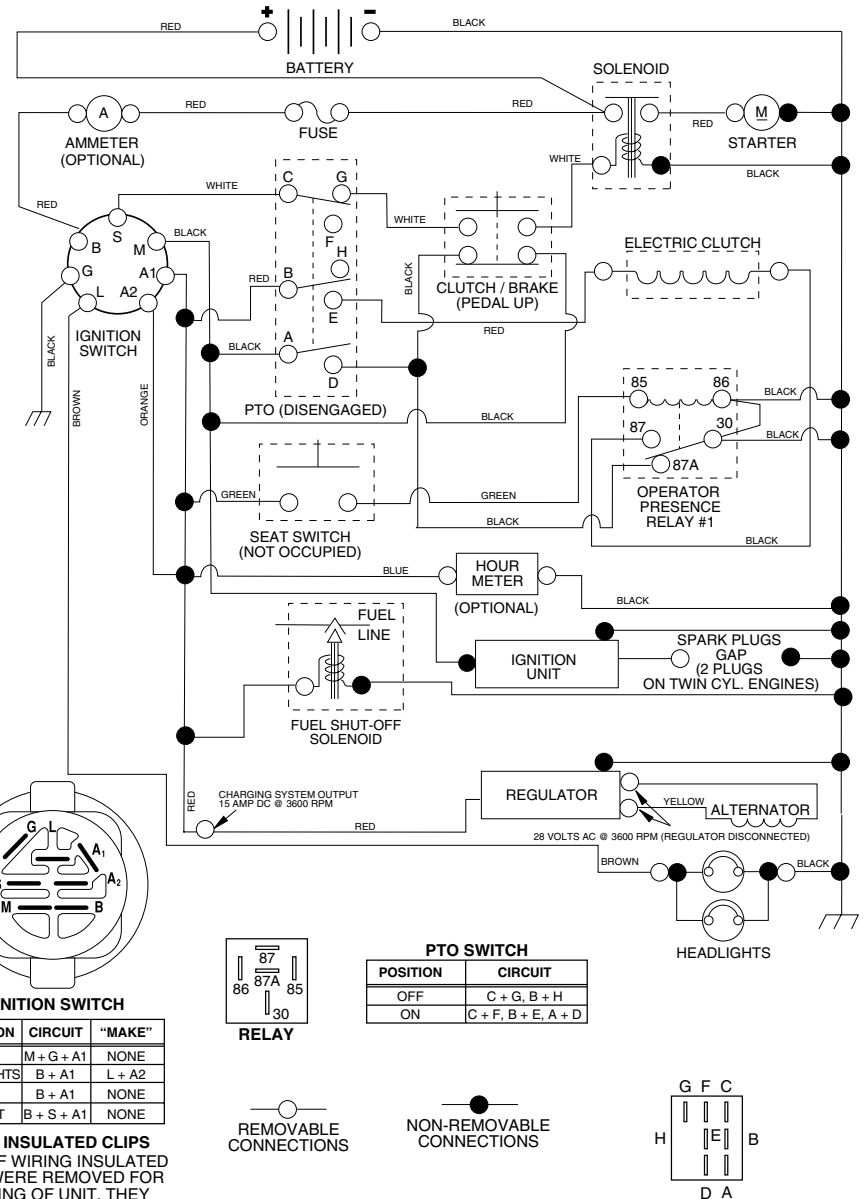 +
-
RED
BLACK
BATTERY
SOLENOID
A
RED
RED
M
AMMETER
(OPTIONAL)
FUSE
RED
STARTER
WHITE
BLACK
RED
WHITE
C
G
S
B
M
BLACK
F
H
WHITE
ELECTRIC CLUTCH
G
A1
L
A2
RED
B
E
BLACK
CLUTCH / BRAKE
(PEDAL UP)
RED
IGNITION
SWITCH
BLACK
A
D
BLACK
BROWN
ORANGE
PTO (DISENGAGED)
BLACK
85
86
BLACK
87
30
BLACK
87A
OPERATOR
PRESENCE
RELAY #1
GREEN
GREEN
BLACK
BLACK
SEAT SWITCH
(NOT OCCUPIED)
BLUE
HOUR
METER
(OPTIONAL)
BLACK
FUEL
LINE
IGNITION
UNIT
SPARK PLUGS
GAP
(2 PLUGS
ON TWIN CYL. ENGINES)
FUEL SHUT-OFF
SOLENOID
RED
CHARGING SYSTEM OUTPUT
15 AMP DC @ 3600 RPM
RED
REGULATOR
YELLOW
ALTERNATOR
28 VOLTS AC @ 3600 RPM (REGULATOR DISCONNECTED)
BROWN
BLACK
HEADLIGHTS
G L
A1
A2
M
B
NITION SWITCH
ON CIRCUIT "MAKE"
M + G + A1 NONE
HTS B + A1 L + A2
B + A1 NONE
T B + S + A1 NONE
INSULATED CLIPS
F WIRING INSULATED
WERE REMOVED FOR
ING OF UNIT, THEY
87
86 87A 85
30
RELAY
PTO SWITCH
POSITION CIRCUIT
OFF C + G, B + H
ON C + F, B + E, A + D
REMOVABLE
CONNECTIONS
NON-REMOVABLE
CONNECTIONS
G F C
H E B
D A